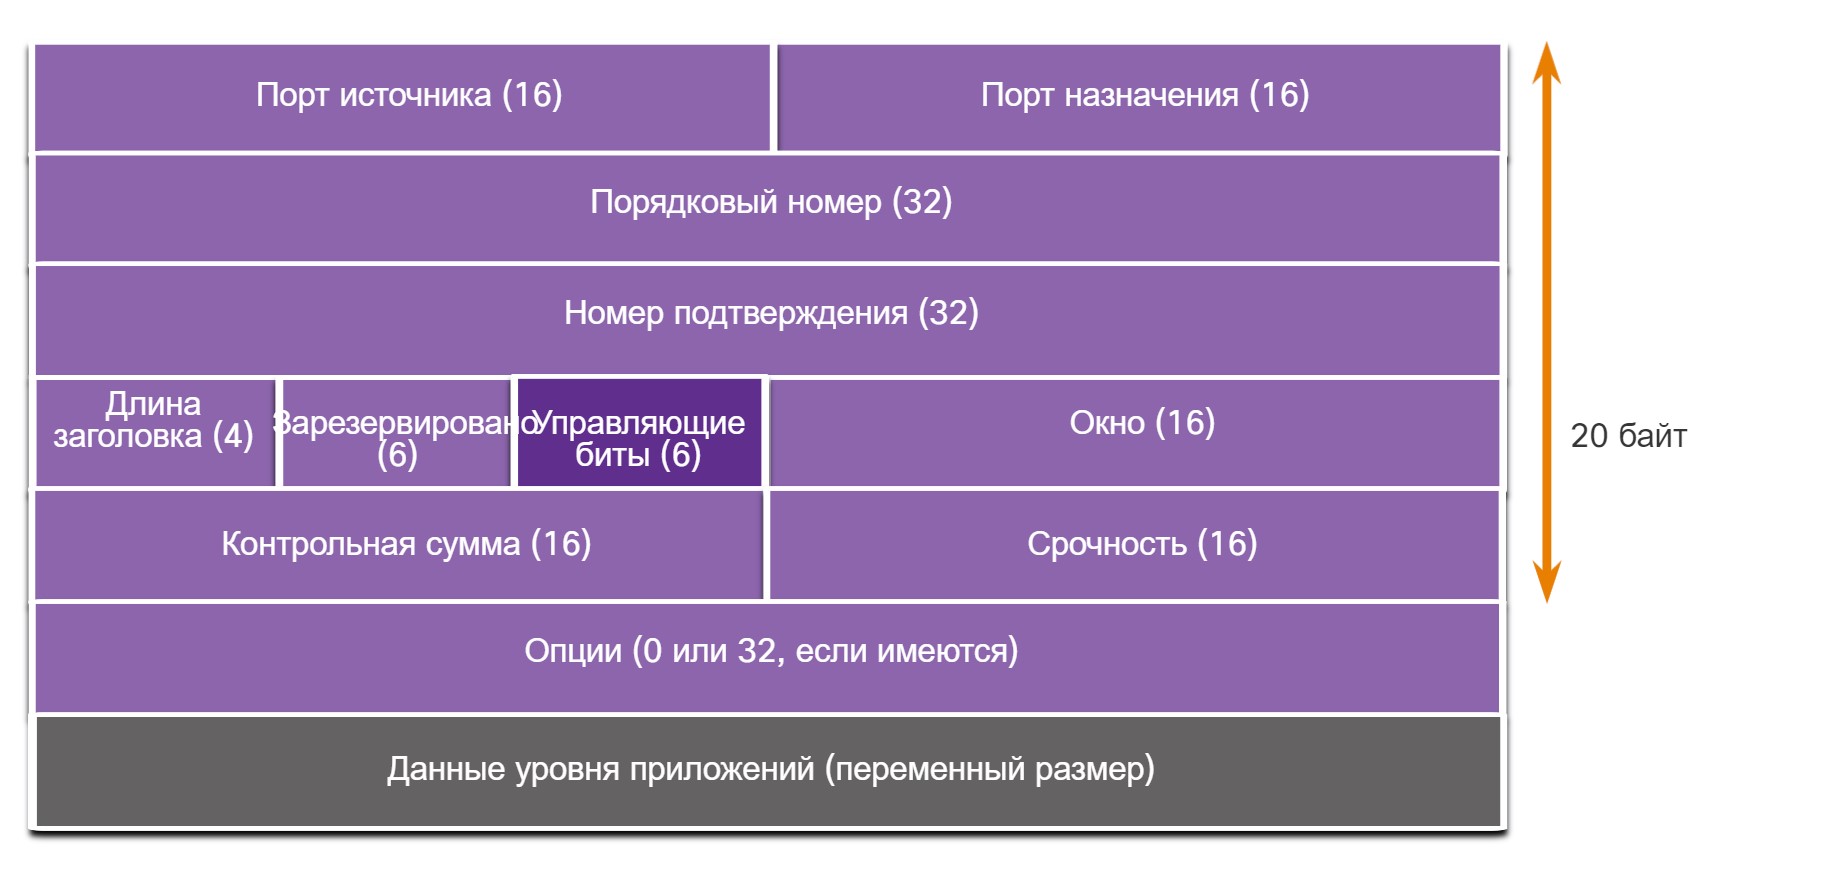 Порт источника (16)
Порт назначения (16)
Порядковый номер (32)
Номер подтверждения (32)
Длина
заголовка (4)
Зарезервировано
(6)
Управляющие
биты (6)
Окно (16)
20 байт
Контрольная сумма (16)
Срочность (16)
Опции (0 или 32, если имеются)
Данные уровня приложений (переменный размер)